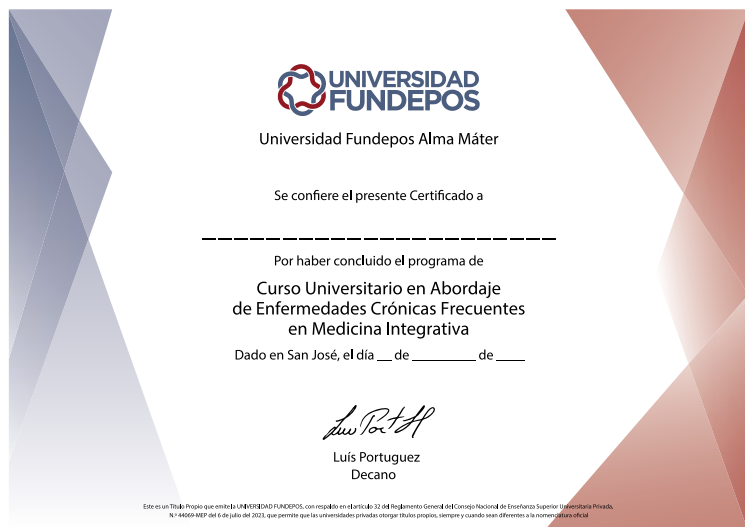 UNIVERSIDAD
FUNDEPOS
Universidad Fundepos Alma Máter
Se confiere el presente Certificado a
Por haber concluido el programa de
Curso Universitario en Abordaje
de Enfermedades Crónicas Frecuentes
en Medicina Integrativa
Dado en San José, el día __ de ________ de ____
Luís Portuguez
Decano
Este es un Título Propio que emite la UNIVERSIDAD FUNDEPOS, con respaldo en el artículo 32 del Reglamento General del Consejo Nacional de Enseñanza Superior Universitaria Privada,
N.º 44069-MEP del 6 de julio del 2023, que permite que las universidades privadas otorgar títulos propios, siempre y cuando sean diferentes a la nomenclatura oficial